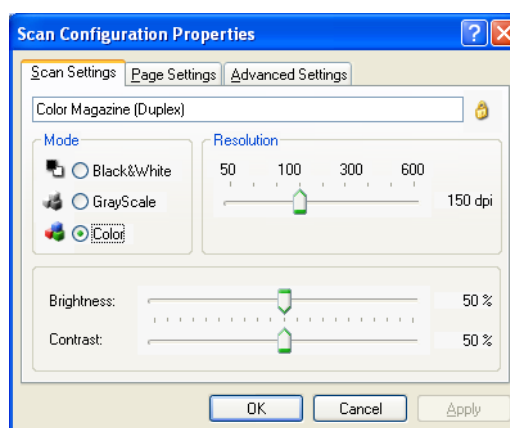 Scan Configuration Properties
Scan Settings Page Settings Advanced Settings
Color Magazine (Duplex)
Mode Resolution
Black&White 50 100 300 600
GrayScale 150 dpi
Color
Brightness: 50 %
Contrast: 50 %
OK Cancel Apply